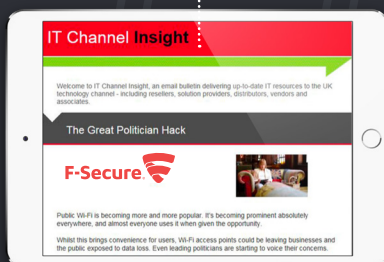 IT Channel Insight
Welcome to IT Channel Insight, an email bulletin delivering up-to-date IT resources to the UK
technology channel - including resellers, solution providers, distributors, vendors and
associates.
The Great Politician Hack
F-Secure.
Public Wi-Fi is becoming more and more popular. It's becoming prominent absolutely
everywhere, and almost everyone uses it when given the opportunity.
Whilst this brings convenience for users, Wi-Fi access points could be leaving businesses and
the public exposed to data loss. Even leading politicians are starting to voice their concerns.